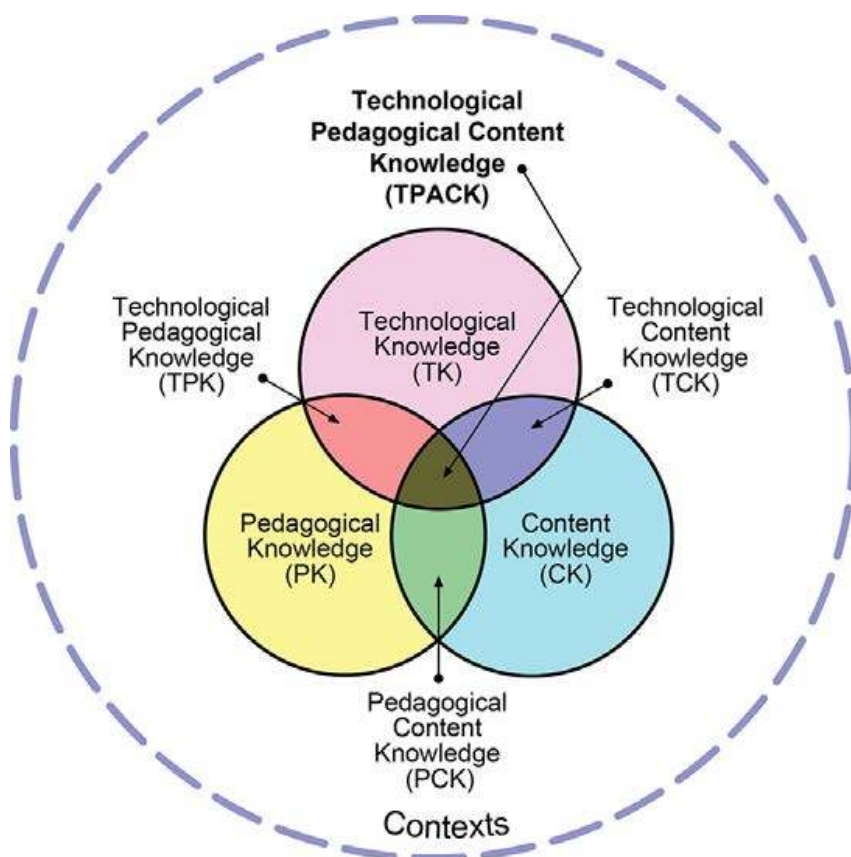 Technological
Pedagogical Content
Knowledge
(TPACK)
Technological
Pedagogical
Knowledge
(TPK)
Technological
Knowledge
(TK)
Technological
Content
Knowledge
(TCK)
Pedagogical
Knowledge
(PK)
Content
Knowledge
(CK)
Pedagogical
Content
Knowledge
(PCK)
Contexts